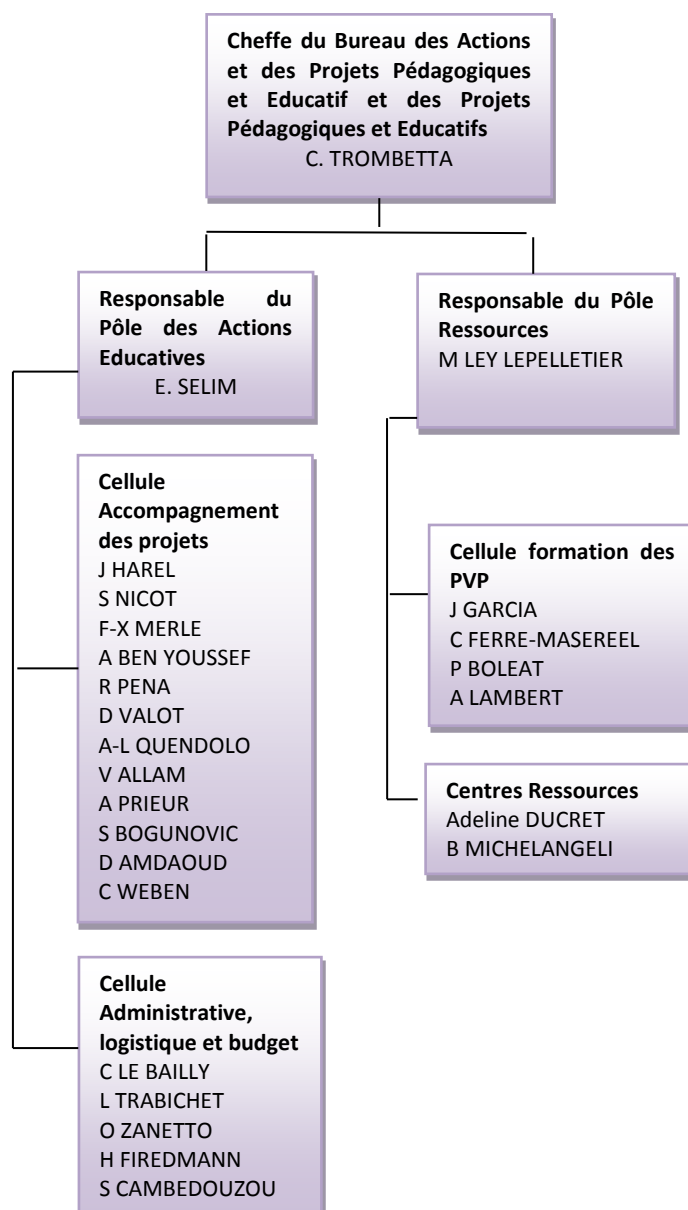 Cheffe du Bureau des Actions
et des Projets Pédagogiques
et Educatif et des Projets
Pédagogiques et Educatifs
C. TROMBETTA
Responsable du
Pôle des Actions
Educatives
E. SELIM
Responsable du Pôle
Ressources
M LEY LEPELLETIER
Cellule
Accompagnement
des projets
J HAREL
S NICOT
F-X MERLE
A BEN YOUSSEF
R PENA
D VALOT
A-L QUENDOLO
V ALLAM
A PRIEUR
S BOGUNOVIC
D AMDAOUD
C WEBEN
Cellule formation des
PVP
J GARCIA
C FERRE-MASEREEL
P BOLEAT
A LAMBERT
Centres Ressources
Adeline DUCRET
B MICHELANGELI
Cellule
Administrative,
logistique et budget
C LE BAILLY
L TRABICHET
O ZANETTO
H FIREDMANN
S CAMBEDOUZOU